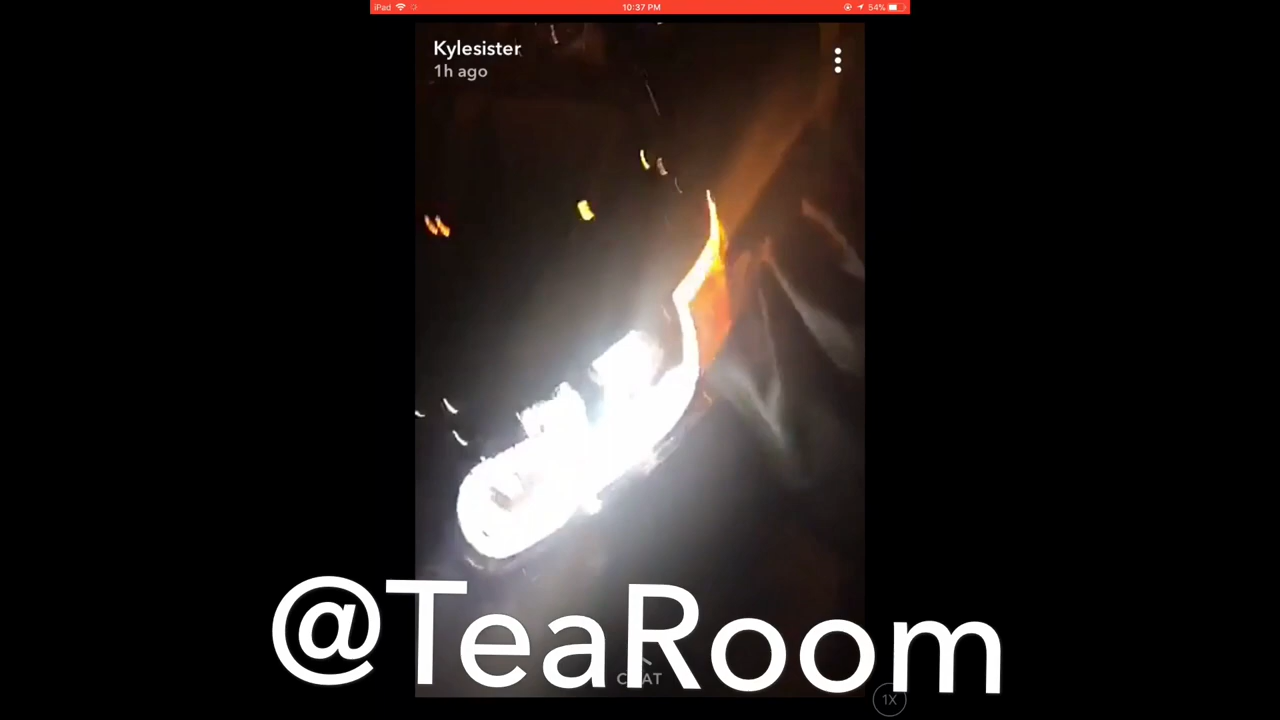 iPad 10:37 PM 54%
Kylesister
1h ago
@TeaRoom
CHAT
1X